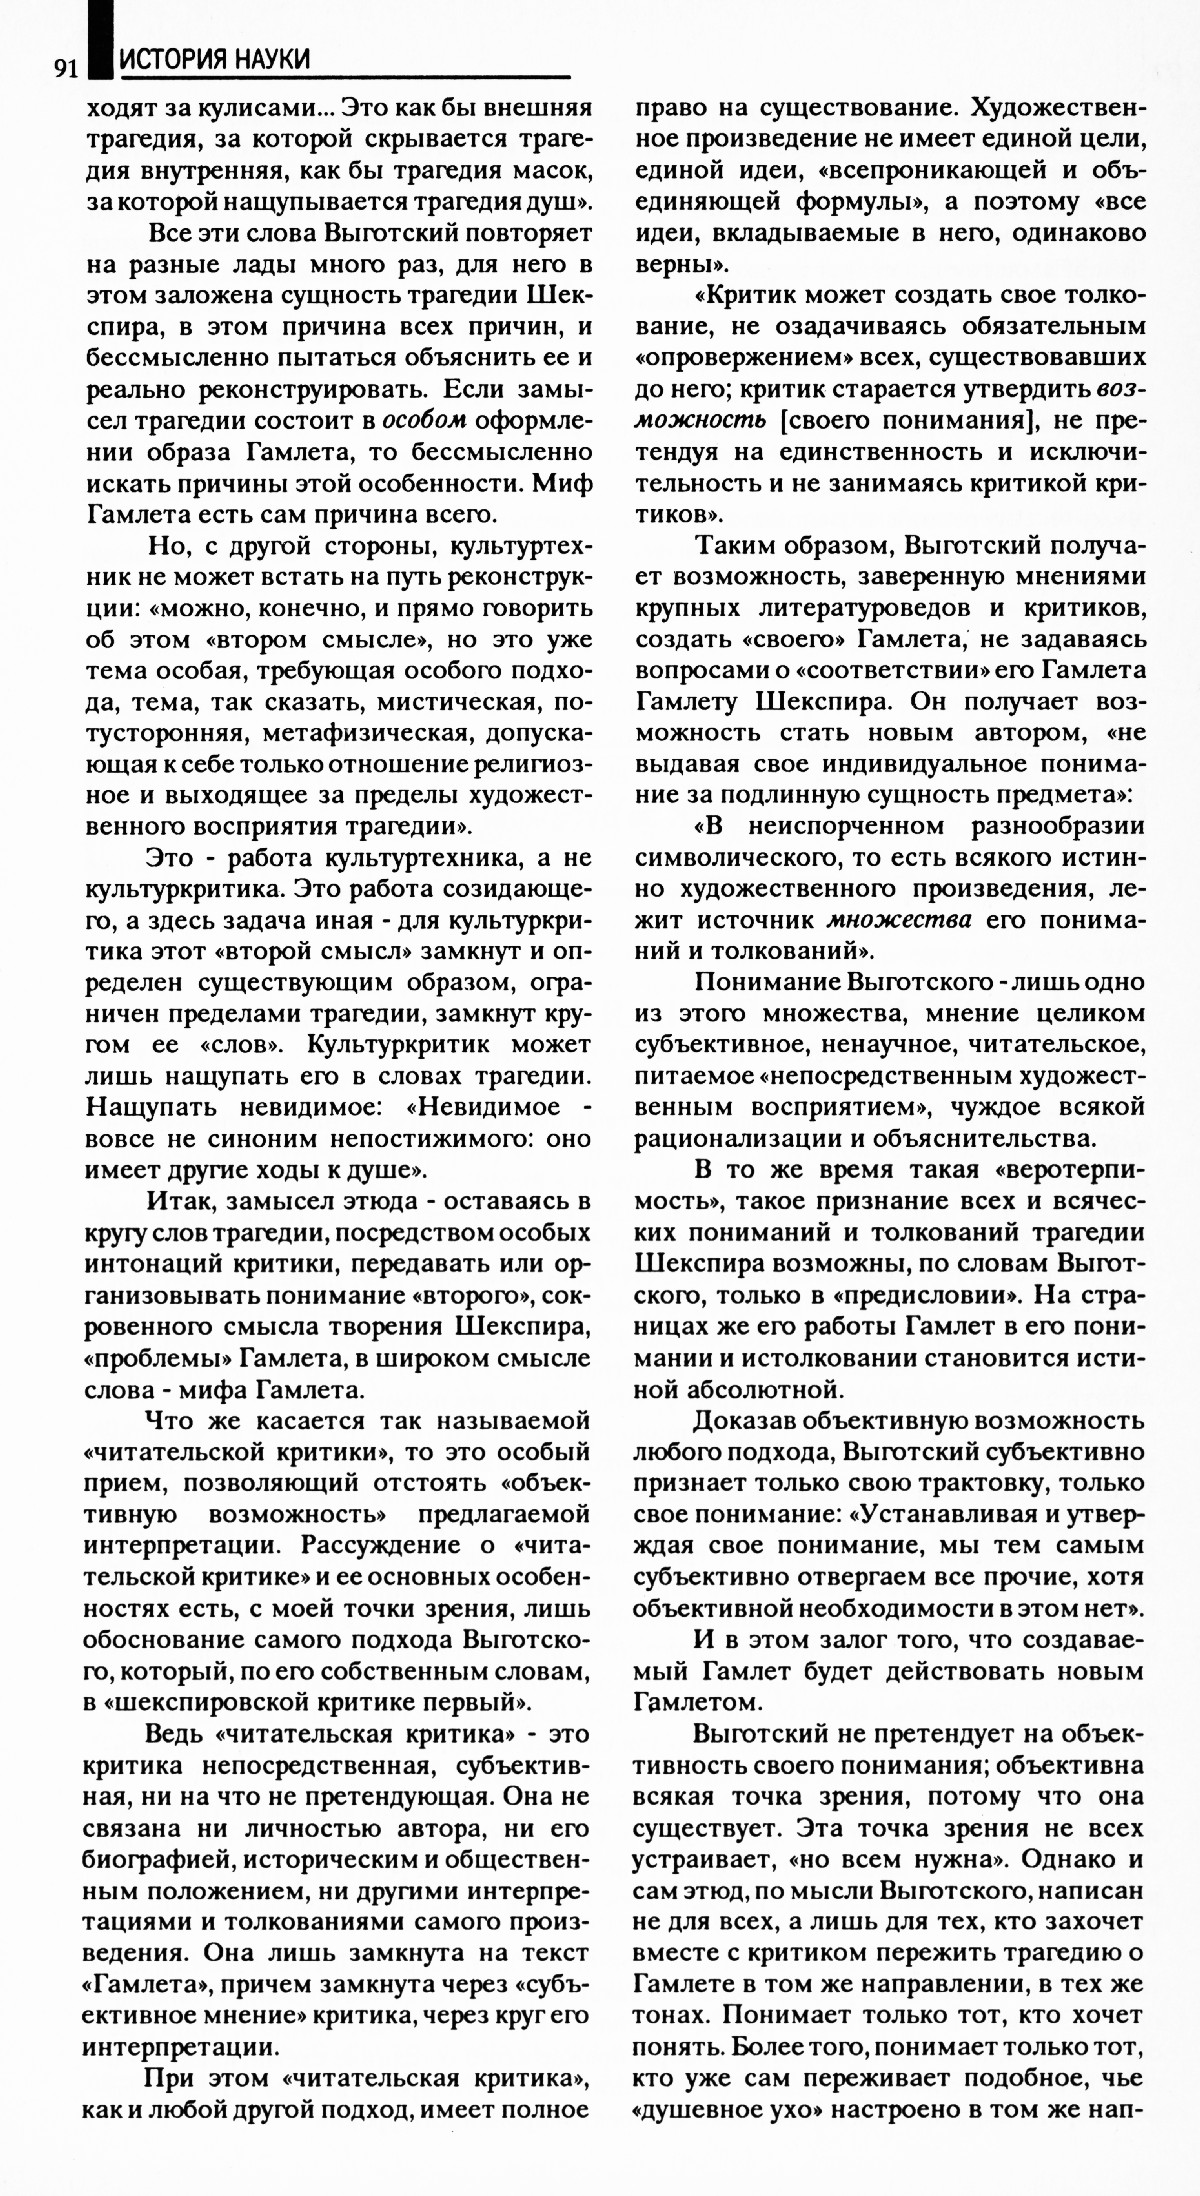 91
ИСТОРИЯ НАУКИ
ходят за кулисами... Это как бы внешняя
трагедия, за которой скрывается траге-
дия внутренняя, как бы трагедия масок,
за которой нащупывается трагедия душ».
Все эти слова Выготский повторяет
на разные лады много раз, для него в
этом заложена сущность трагедии Шек-
спира, в этом причина всех причин, и
бессмысленно пытаться объяснить ее и
реально реконструировать. Если замы-
сел трагедии состоит в особом оформле-
нии образа Гамлета, то бессмысленно
искать причины этой особенности. Миф
Гамлета есть сам причина всего.
Но, с другой стороны, культуртех-
ник не может встать на путь реконструк-
ции: «можно, конечно, и прямо говорить
об этом «втором смысле», но это уже
тема особая, требующая особого подхо-
да, тема, так сказать, мистическая, по-
тусторонняя, метафизическая, допуска-
ющая к себе только отношение религиоз-
ное и выходящее за пределы художест-
венного восприятия трагедии».
Это - работа культуртехника, а не
культуркритика. Это работа созидающе-
го, а здесь задача иная - для культуркри-
тика этот «второй смысл» замкнут и оп-
ределен существующим образом, огра-
ничен пределами трагедии, замкнут кру-
гом ее «слов». Культуркритик может
лишь нащупать его в словах трагедии.
Нащупать невидимое: «Невидимое -
вовсе не синоним непостижимого: оно
имеет другие ходы к душе».
Итак, замысел этюда - оставаясь в
кругу слов трагедии, посредством особых
интонаций критики, передавать или ор-
ганизовывать понимание «второго», сок-
ровенного смысла творения Шекспира,
«проблемы» Гамлета, в широком смысле
слова - мифа Гамлета.
Что же касается так называемой
«читательской критики», то это особый
прием, позволяющий отстоять «объек-
тивную возможность» предлагаемой
интерпретации. Рассуждение о «чита-
тельской критике» и ее основных особен-
ностях есть, с моей точки зрения, лишь
обоснование самого подхода Выготско-
го, который, по его собственным словам,
в «шекспировской критике первый».
Ведь «читательская критика» - это
критика непосредственная, субъектив-
ная, ни на что не претендующая. Она не
связана ни личностью автора, ни его
биографией, историческим и обществен-
ным положением, ни другими интерпре-
тациями и толкованиями самого произ-
ведения. Она лишь замкнута на текст
«Гамлета», причем замкнута через «субъ-
ективное мнение» критика, через круг его
интерпретации.
При этом «читательская критика»,
как и любой другой подход, имеет полное
право на существование. Художествен-
ное произведение не имеет единой цели,
единой идеи, «всепроникающей и объ-
единяющей формулы», а поэтому «все
идеи, вкладываемые в него, одинаково
верны».
«Критик может создать свое толко-
вание, не озадачиваясь обязательным
«опровержением» всех, существовавших
до него; критик старается утвердить воз-
можность [своего понимания], не пре-
тендуя на единственность и исключи-
тельность и не занимаясь критикой кри-
тиков».
Таким образом, Выготский получа-
ет возможность, заверенную мнениями
крупных литературоведов и критиков,
создать «своего» Гамлета, не задаваясь
вопросами о «соответствии» его Гамлета
Гамлету Шекспира. Он получает воз-
можность стать новым автором, «не
выдавая свое индивидуальное понима-
ние за подлинную сущность предмета»:
«В неиспорченном разнообразии
символического, то есть всякого истин-
но художественного произведения, ле-
жит источник множества его понима-
ний и толкований».
Понимание Выготского - лишь одно
из этого множества, мнение целиком
субъективное, ненаучное, читательское,
питаемое «непосредственным художест-
венным восприятием», чуждое всякой
рационализации и объяснительства.
В то же время такая «веротерпи-
мость», такое признание всех и всячес-
ких пониманий и толкований трагедии
Шекспира возможны, по словам Выгот-
ского, только в «предисловии». На стра-
ницах же его работы Гамлет в его пони-
мании и истолковании становится исти-
ной абсолютной.
Доказав объективную возможность
любого подхода, Выготский субъективно
признает только свою трактовку, только
свое понимание: «Устанавливая и утвер-
ждая свое понимание, мы тем самым
субъективно отвергаем все прочие, хотя
объективной необходимости в этом нет».
И в этом залог того, что создавае-
мый Гамлет будет действовать новым
Гамлетом.
Выготский не претендует на объек-
тивность своего понимания; объективна
всякая точка зрения, потому что она
существует. Эта точка зрения не всех
устраивает, «но всем нужна». Однако и
сам этюд, по мысли Выготского, написан
не для всех, а лишь для тех, кто захочет
вместе с критиком пережить трагедию о
Гамлете в том же направлении, в тех же
тонах. Понимает только тот, кто хочет
понять. Более того, понимает только тот,
кто уже сам переживает подобное, чье
«душевное ухо» настроено в том же нап-